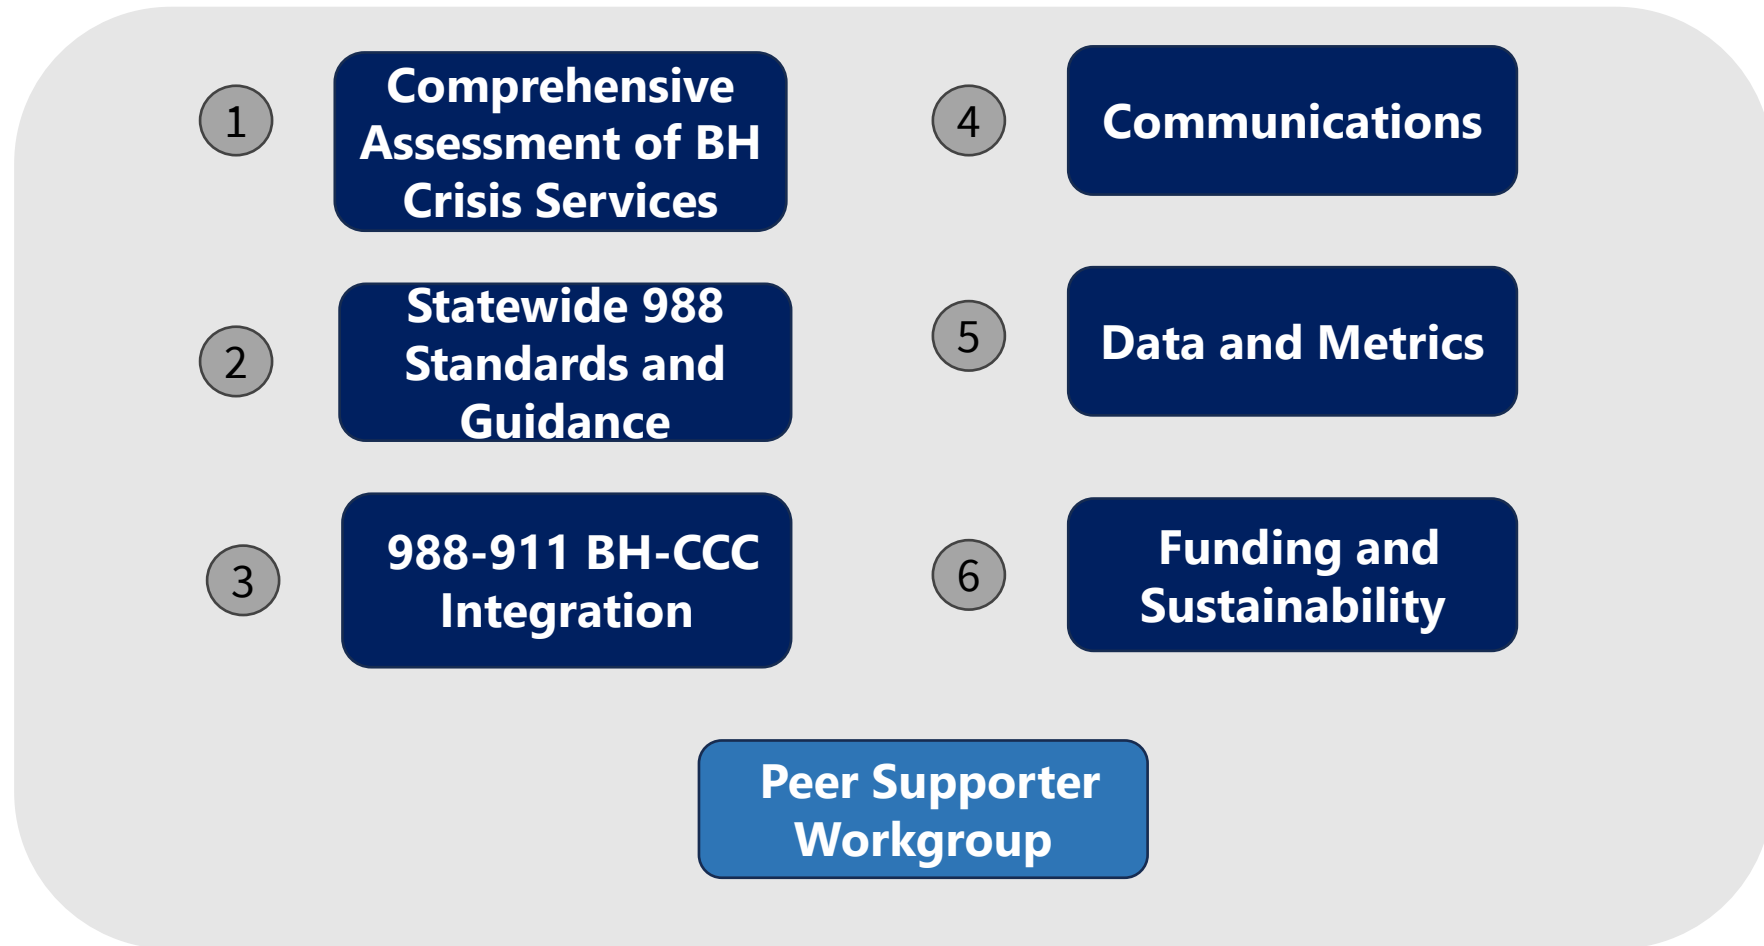 1
Comprehensive
Assessment of BH
Crisis Services
2
Statewide 988
Standards and
Guidance
3
988-911 BH-CCC
Integration
4
Communications
5
Data and Metrics
6
Funding and
Sustainability
Peer Supporter
Workgroup